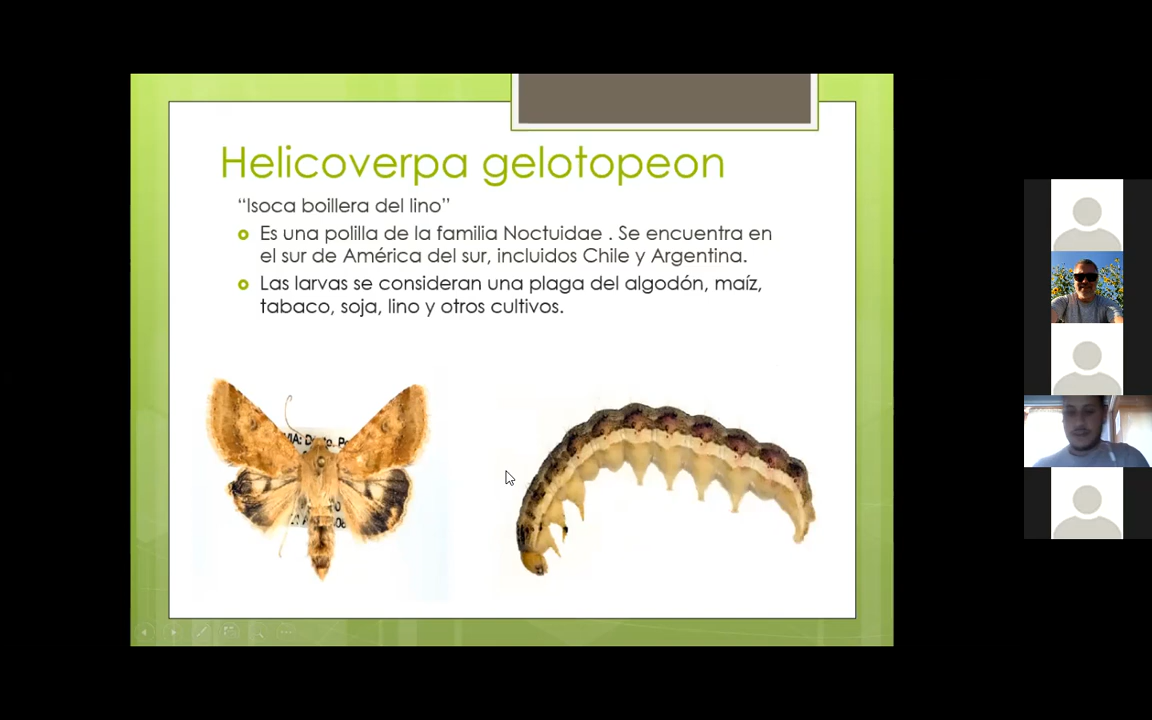 Helicoverpa gelotopeon
“Isoca boillera del lino”
Es una polilla de la familia Noctuidae . Se encuentra en
el sur de América del sur, incluidos Chile y Argentina.
Las larvas se consideran una plaga del algodón, maíz,
tabaco, soja, lino y otros cultivos.